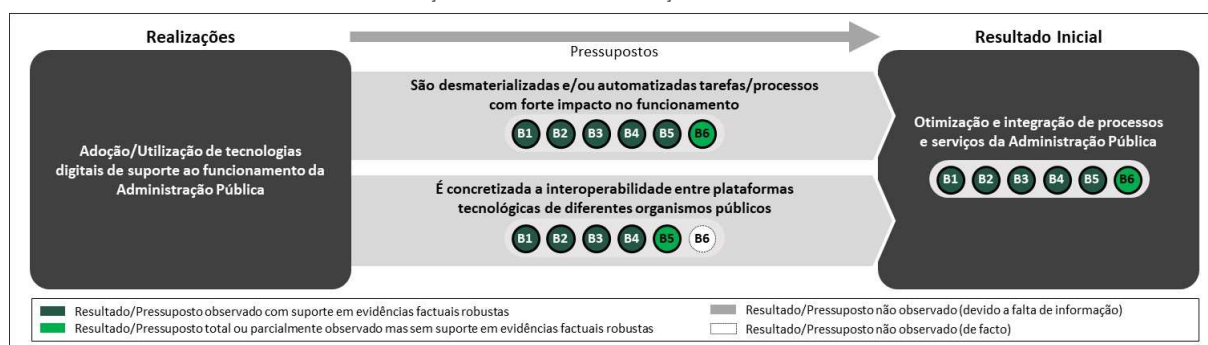 Realizações
Pressupostos
Resultado Inicial
Adoção/Utilização de tecnologias
digitais de suporte ao funcionamento da
Administração Pública
São desmaterializadas e/ou automatizadas tarefas/processos
com forte impacto no funcionamento
B1 B2 B3 B4 B5 B6
É concretizada a interoperabilidade entre plataformas
tecnológicas de diferentes organismos públicos
B1 B2 B3 B4 B5 B6
Otimização e integração de processos
e serviços da Administração Pública
B1 B2 B3 B4 B5 B6
Resultado/Pressuposto observado com suporte em evidências factuais robustas
Resultado/Pressuposto total ou parcialmente observado mas sem suporte em evidências factuais robustas
Resultado/Pressuposto não observado (devido a falta de informação)
Resultado/Pressuposto não observado (de facto)